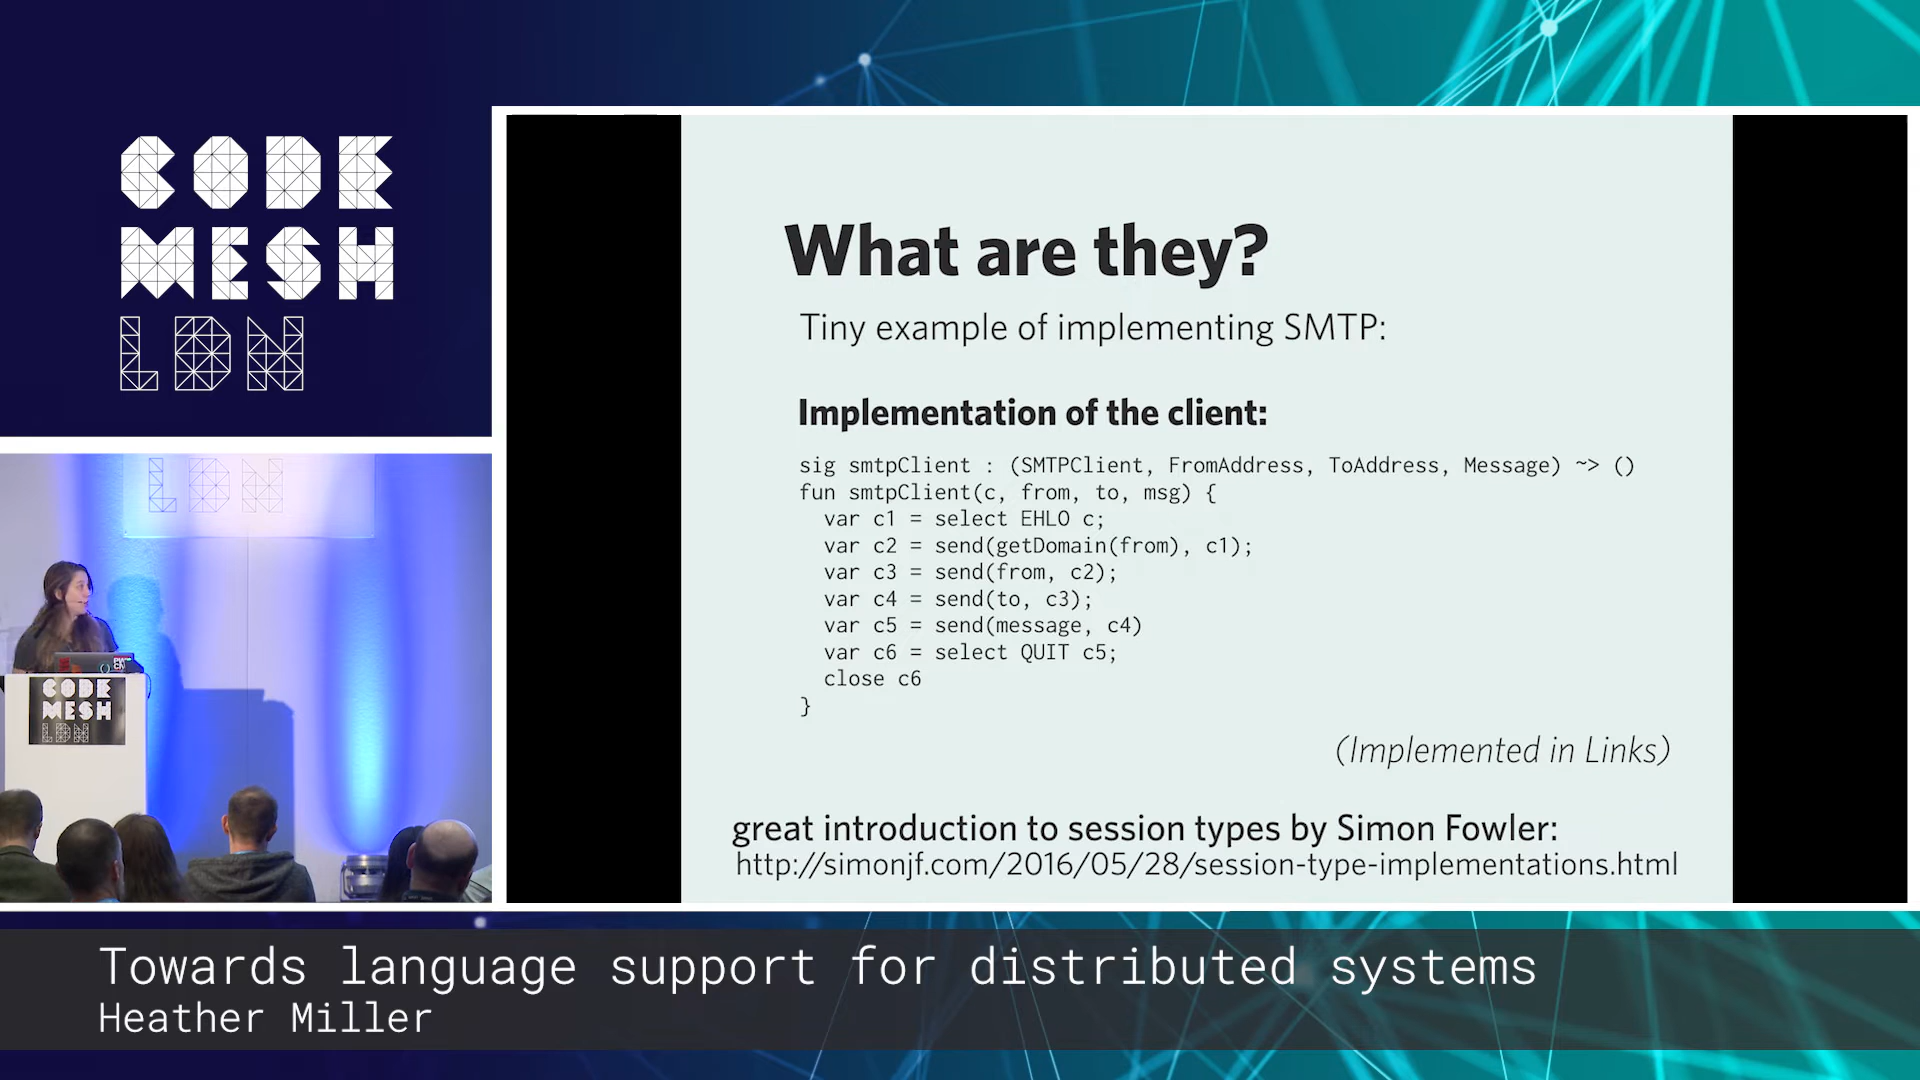 CODE
MESH
LDN
What are they?
Tiny example of implementing SMTP:
Implementation of the client:
sig smtpClient : (SMTPClient, FromAddress, ToAddress, Message) ~> ()
fun smtpClient(c, from, to, msg) {
var c1 = select EHLO c;
var c2 = send(getDomain(from), c1);
var c3 = send(from, c2);
var c4 = send(to, c3);
var c5 = send(message, c4)
var c6 = select QUIT c5;
close c6
}
(Implemented in Links)
great introduction to session types by Simon Fowler:
http://simonjf.com/2016/05/28/session-type-implementations.html
LDN
CODE
MESH
LDN
Towards language support for distributed systems
Heather Miller